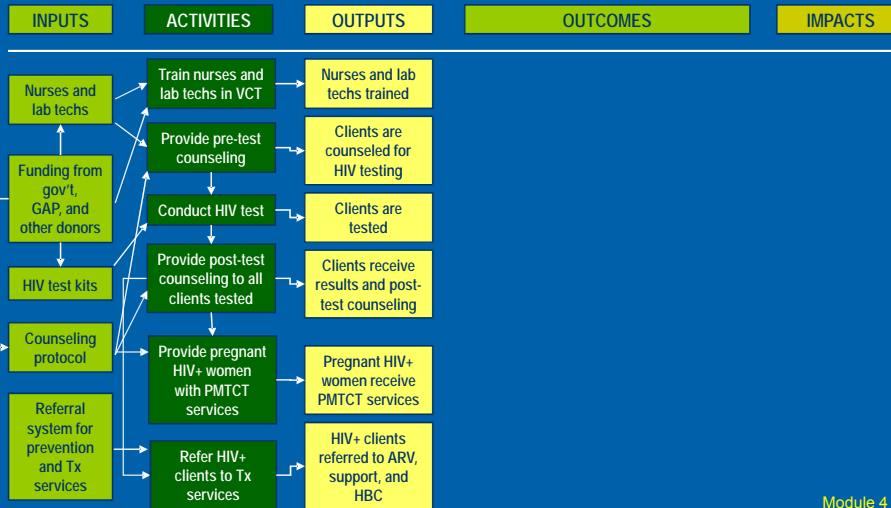 INPUTS
ACTIVITIES
OUTPUTS
OUTCOMES
IMPACTS
Nurses and
lab techs
Funding from
gov't,
GAP, and
other donors
HIV test kits
Counseling
protocol
Referral
system for
prevention
and Tx
services
Train nurses and
lab techs in VCT
Provide pre-test
counseling
Conduct HIV test
Provide post-test
counseling to all
clients tested
Provide pregnant
HIV+ women
with PMTCT
services
Refer HIV+
clients to Tx
services
Nurses and lab
techs trained
Clients are
counseled for
HIV testing
Clients are
tested
Clients receive
results and post-
test counseling
Pregnant HIV+
women receive
PMTCT services
HIV+ clients
referred to ARV,
support, and
HBC
Module 4